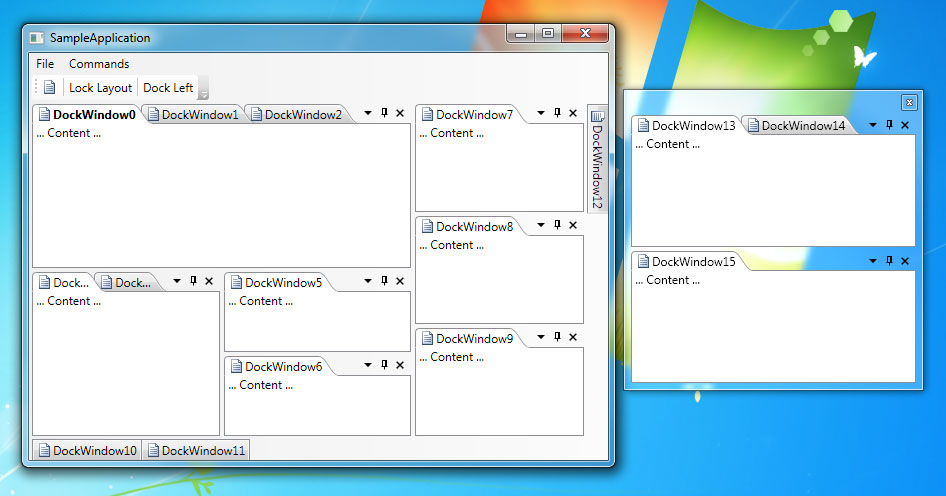 SampleApplication
File Commands
Lock Layout Dock Left
DockWindow0 DockWindow1 DockWindow2
... Content ...
DockWindow7
... Content ...
DockWindow12
DockWindow8
... Content ...
Dock... Dock...
... Content ...
DockWindow5
... Content ...
DockWindow6
... Content ...
DockWindow9
... Content ...
DockWindow10 DockWindow11
DockWindow13 DockWindow14
... Content ...
DockWindow15
... Content ...